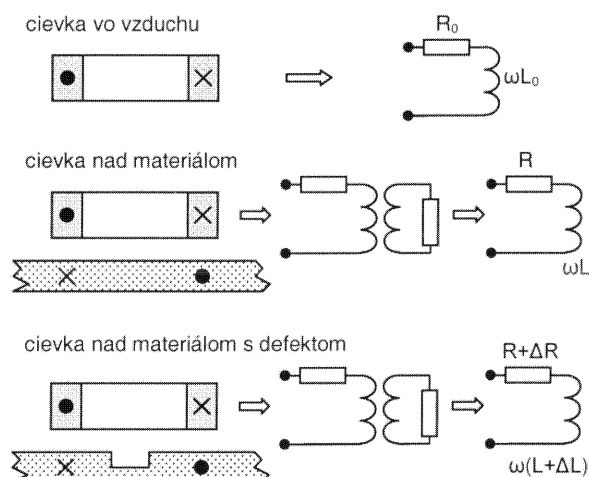 cievka vo vzduchu
R₀
ωL₀
cievka nad materiálom
R
ωL
cievka nad materiálom s defektom
R+ΔR
ω(L+ΔL)